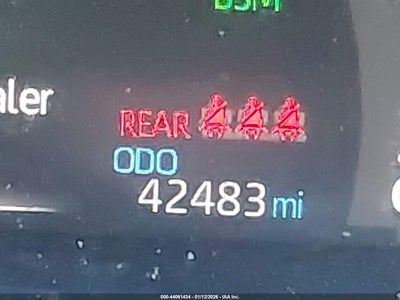 BSM
aler
REAR
ODO
42483 mi
000-44061434 - 01/12/2026 - IAA Inc.